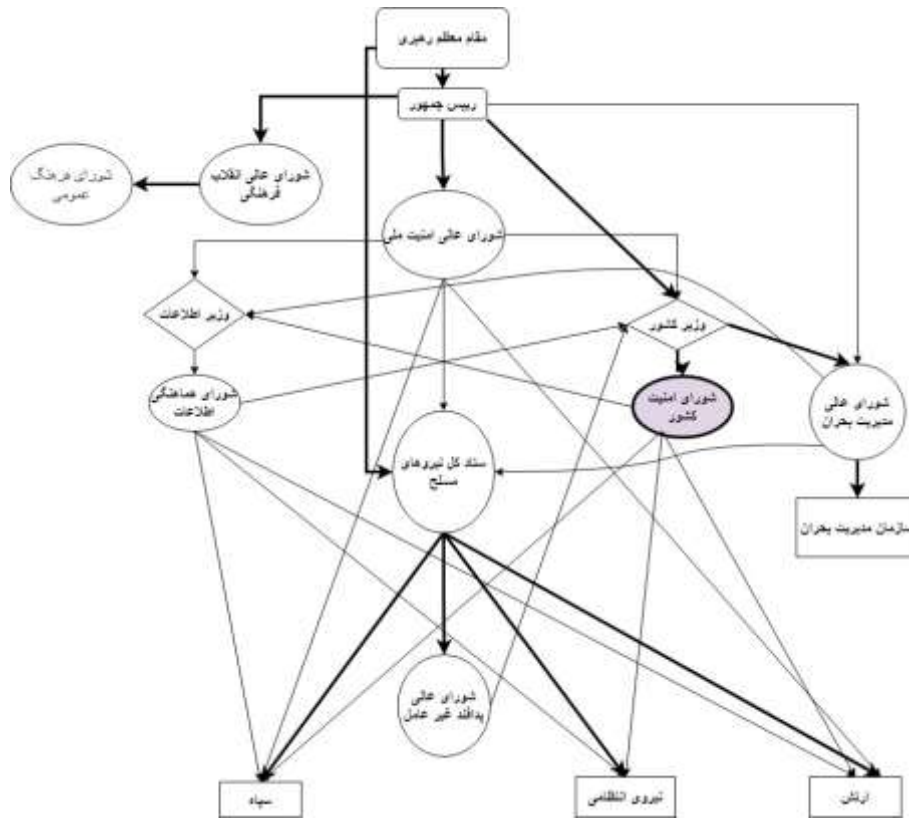 مقام معظم رهبری
رییس جمهور
شورای عالی انقلاب
فرهنگی
شورای فرهنگ
عمومی
شورای عالی امنیت ملی
وزیر اطلاعات
وزیر کشور
شورای هماهنگی
اطلاعات
شورای امنیت
کشور
شورای عالی
مدیریت بحران
ستاد کل نیروهای
مسلح
سازمان مدیریت بحران
شورای عالی
پدافند غیر عامل
سپاه
نیروی انتظامی
ارتش